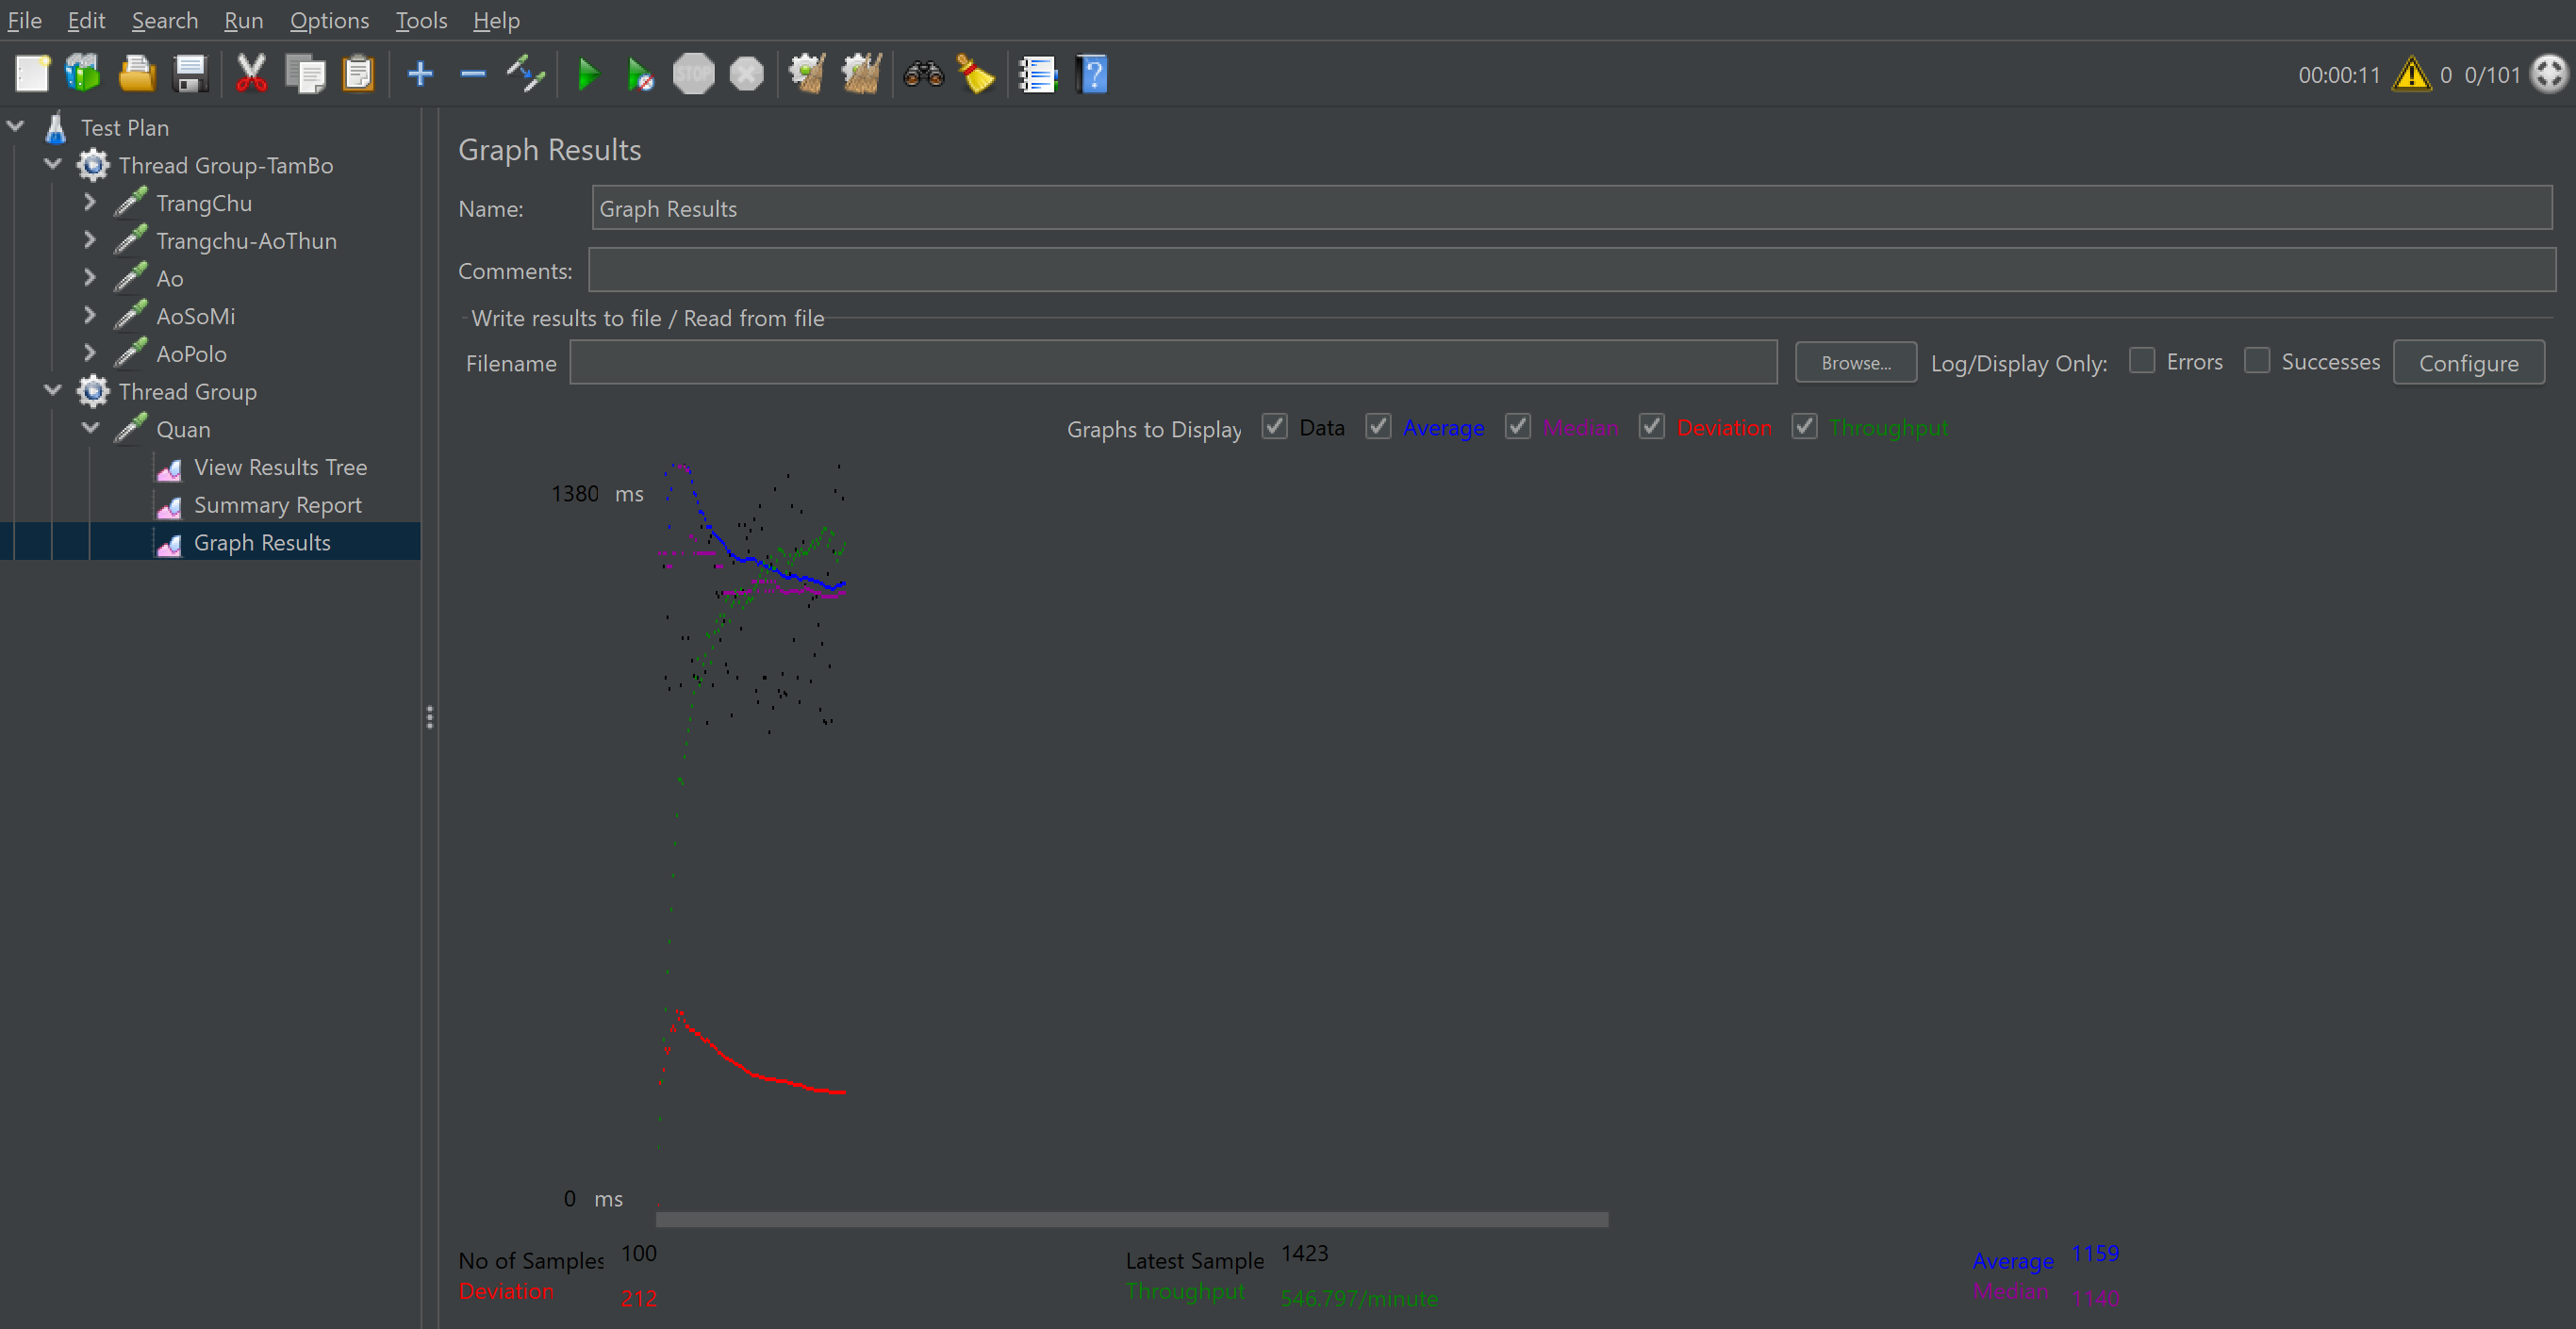 File Edit Search Run Options Tools Help
STOP
00:00:11 0 0/101
Test Plan
Thread Group-TamBo
TrangChu
Trangchu-AoThun
Ao
AoSoMi
AoPolo
Thread Group
Quan
View Results Tree
Summary Report
Graph Results
Graph Results
Name: Graph Results
Comments:
Write results to file / Read from file
Filename Browse... Log/Display Only: Errors Successes Configure
Graphs to Display Data Average Median Deviation Throughput
1380 ms
0 ms
No of Samples 100 Latest Sample 1423 Average 1159
Deviation 212 Throughput 546.797/minute Median 1140